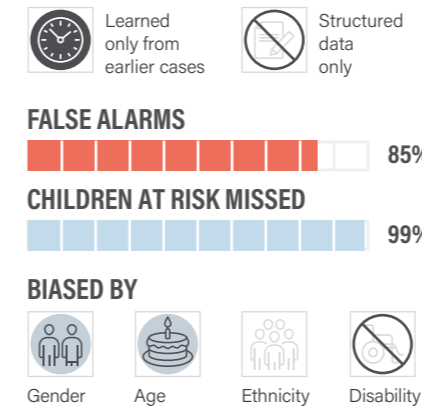 Learned
only from
earlier cases
Structured
data
only
FALSE ALARMS
85%
CHILDREN AT RISK MISSED
99%
BIASED BY
Gender
Age
Ethnicity
Disability